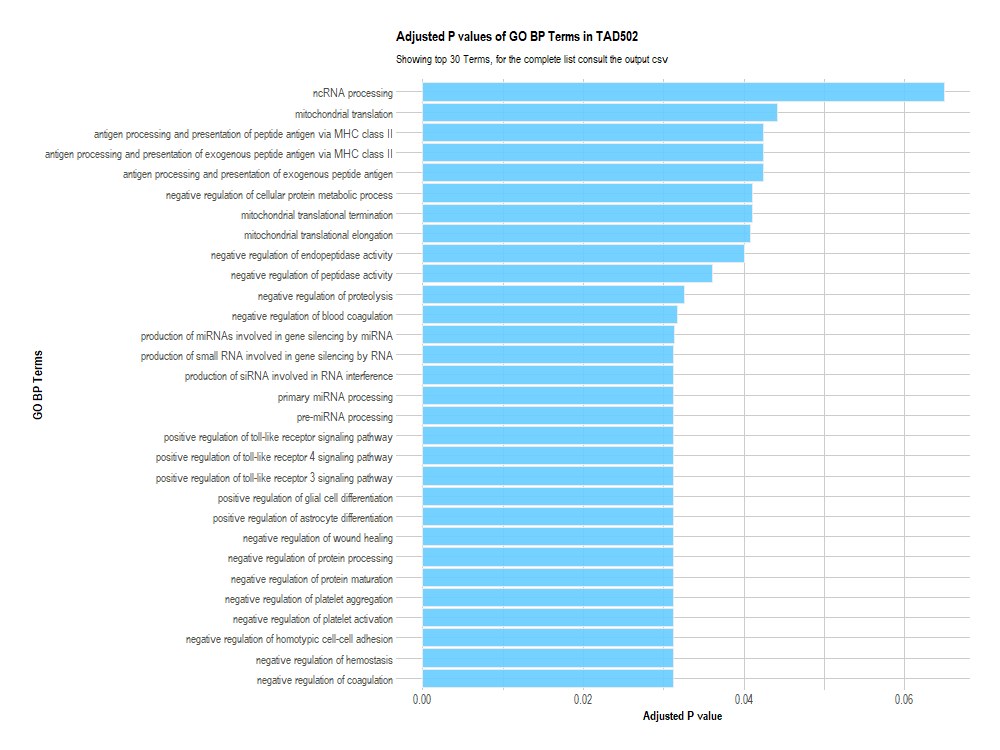 Adjusted P values of GO BP Terms in TAD502
Showing top 30 Terms, for the complete list consult the output csv
ncRNA processing
mitochondrial translation
antigen processing and presentation of peptide antigen via MHC class II
antigen processing and presentation of exogenous peptide antigen via MHC class II
antigen processing and presentation of exogenous peptide antigen
negative regulation of cellular protein metabolic process
mitochondrial translational termination
mitochondrial translational elongation
negative regulation of endopeptidase activity
negative regulation of peptidase activity
negative regulation of proteolysis
negative regulation of blood coagulation
production of miRNAs involved in gene silencing by miRNA
production of small RNA involved in gene silencing by RNA
production of siRNA involved in RNA interference
primary miRNA processing
pre-miRNA processing
positive regulation of toll-like receptor signaling pathway
positive regulation of toll-like receptor 4 signaling pathway
positive regulation of toll-like receptor 3 signaling pathway
positive regulation of glial cell differentiation
positive regulation of astrocyte differentiation
negative regulation of wound healing
negative regulation of protein processing
negative regulation of protein maturation
negative regulation of platelet aggregation
negative regulation of platelet activation
negative regulation of homotypic cell-cell adhesion
negative regulation of hemostasis
negative regulation of coagulation
GO BP Terms
0.00 0.02 0.04 0.06
Adjusted P value